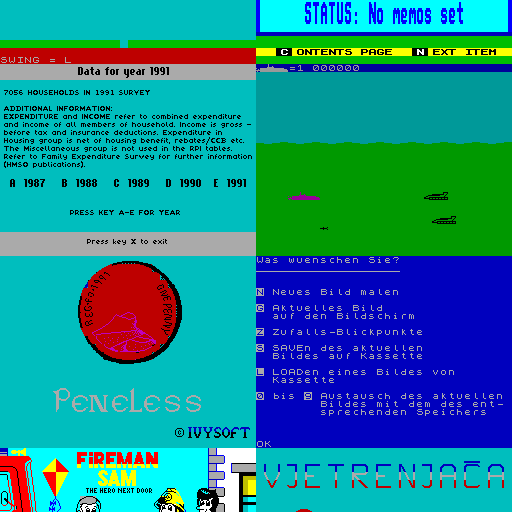 STATUS: No memos set
CONTENTS PAGE NEXT ITEM
SWING = L
=1 000000
Data for year 1991
7056 HOUSEHOLDS IN 1991 SURVEY
ADDITIONAL INFORMATION:
EXPENDITURE and INCOME refer to combined expenditure
and income of all members of household. Income is gross -
before tax and insurance deductions. Expenditure in
Housing group is net of housing benefit, rebates/CCB etc.
The Miscellaneous group is not used in the RPI tables.
Refer to Family Expenditure Survey for further information
(HMSO publications).
A 1987 B 1988 C 1989 D 1990 E 1991
PRESS KEY A-E FOR YEAR
Press key X to exit
Was wuenschen Sie?
N Neues Bild malen
G Aktuelles Bild
auf den Bildschirm
Z Zufalls-Blickpunkte
S SAVEn des aktuellen
Bildes auf Kassette
L LOADen eines Bildes von
Kassette
0 bis 9 Austausch des aktuellen
Bildes mit dem des ent-
sprechenden Speichers
OK
PENELESS
© IVYSOFT
FIREMAN
SAM
THE HERO NEXT DOOR
VJETRENJAČA